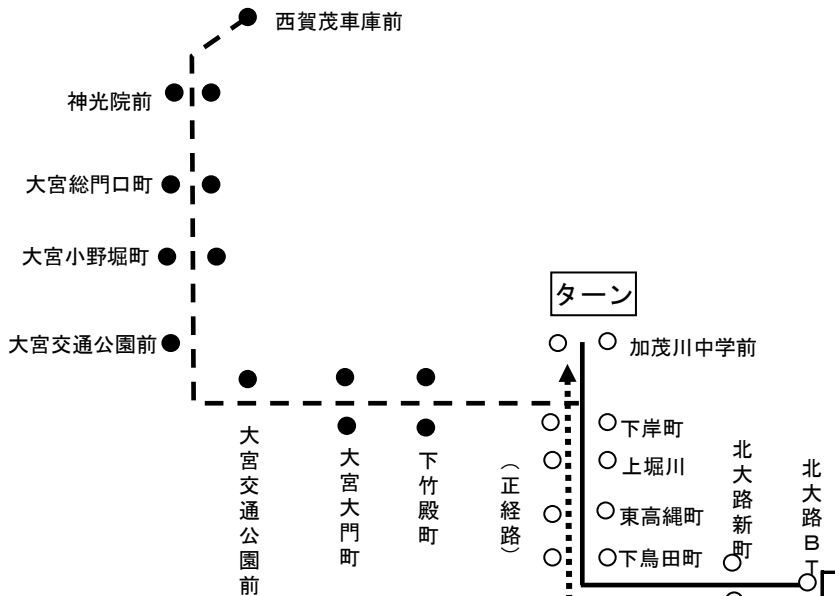 西賀茂車庫前
神光院前
大宮総門口町
大宮小野堀町
大宮交通公園前
ターン
加茂川中学前
下岸町
上堀川
東高縄町
下鳥田町
大宮交通公園前
大宮大門町
下竹殿町
（正経路）
北大路新町
北大路BT